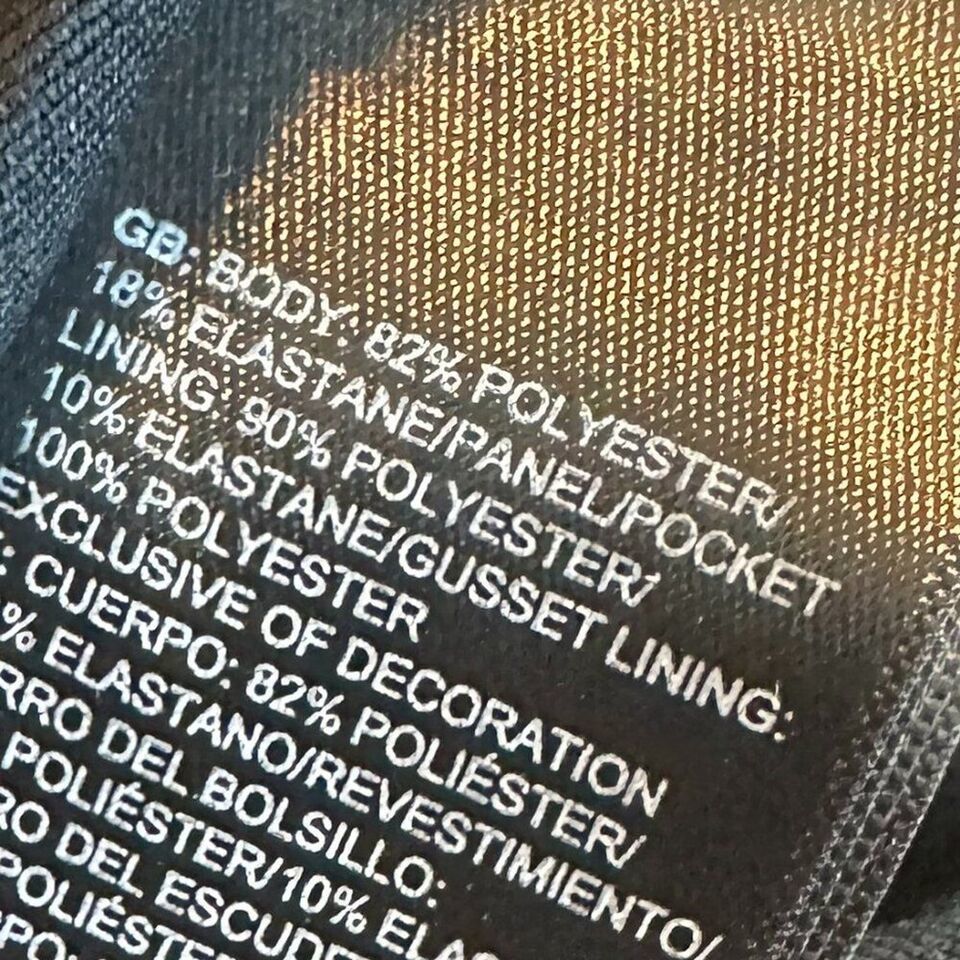 GB: BODY: 82% POLYESTER/
18% ELASTANE/PANEL/POCKET
LINING: 90% POLYESTER/
10% ELASTANE/GUSSET LINING:
100% POLYESTER
EXCLUSIVE OF DECORATION
: CUERPO: 82% POLIÉSTER/
% ELASTANO/REVESTIMIENTO/
RRO DEL BOLSILLO:
POLIÉSTER/10% ELAS
RO DEL ESCUDE
POLIÉSTER
PO: